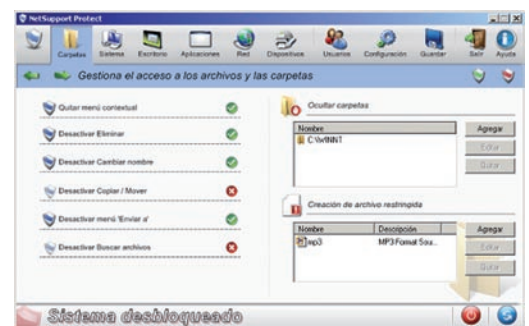 NetSupport Protect
Carpetas Sistema Escritorio Aplicaciones Red Dispositivos Usuarios Configuración Guardar Salir Ayuda
Gestiona el acceso a los archivos y las carpetas
Quitar menú contextual
Desactivar Eliminar
Desactivar Cambiar nombre
Desactivar Copiar / Mover
Desactivar menú 'Enviar a'
Desactivar Buscar archivos
Ocultar carpetas
Nombre
C:\WINNT
Agregar
Editar
Quitar
Creación de archivo restringida
Nombre Descripción
mp3 MP3 Format Sou...
Agregar
Editar
Quitar
Sistema desbloqueado